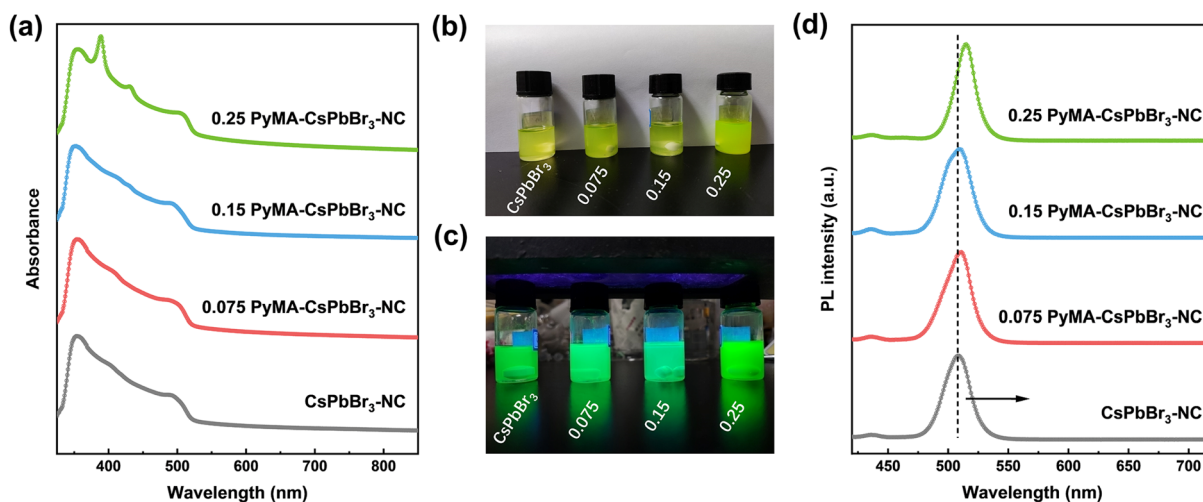 (a)
Absorbance
0.25 PyMA-CsPbBr₃-NC
0.15 PyMA-CsPbBr₃-NC
0.075 PyMA-CsPbBr₃-NC
CsPbBr₃-NC
400 500 600 700 800
Wavelength (nm)
(b)
CsPbBr₃
0.075
0.15
0.25
(c)
CsPbBr₃
0.075
0.15
0.25
(d)
PL intensity (a.u.)
0.25 PyMA-CsPbBr₃-NC
0.15 PyMA-CsPbBr₃-NC
0.075 PyMA-CsPbBr₃-NC
CsPbBr₃-NC
450 500 550 600 650 700
Wavelength (nm)